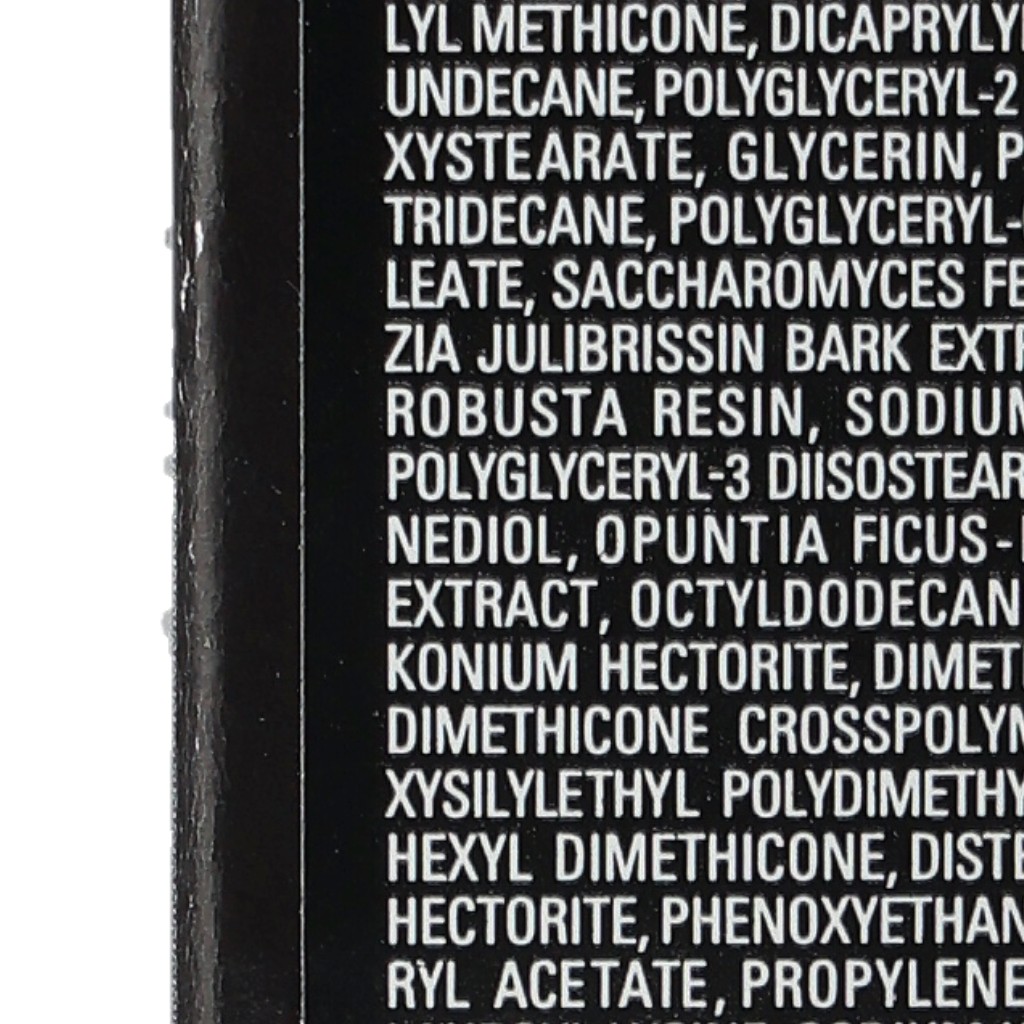 LYL METHICONE, DICAPRYLY
UNDECANE, POLYGLYCERYL-2
XYSTEARATE, GLYCERIN, P
TRIDECANE, POLYGLYCERYL-
LEATE, SACCHAROMYCES FE
ZIA JULIBRISSIN BARK EXTR
ROBUSTA RESIN, SODIUM
POLYGLYCERYL-3 DIISOSTEAR
NEDIOL, OPUNTIA FICUS-
EXTRACT, OCTYLDODECAN
KONIUM HECTORITE, DIMET
DIMETHICONE CROSSPOLYM
XYSILYLETHYL POLYDIMETHY
HEXYL DIMETHICONE, DISTE
HECTORITE, PHENOXYETHAN
RYL ACETATE, PROPYLENE